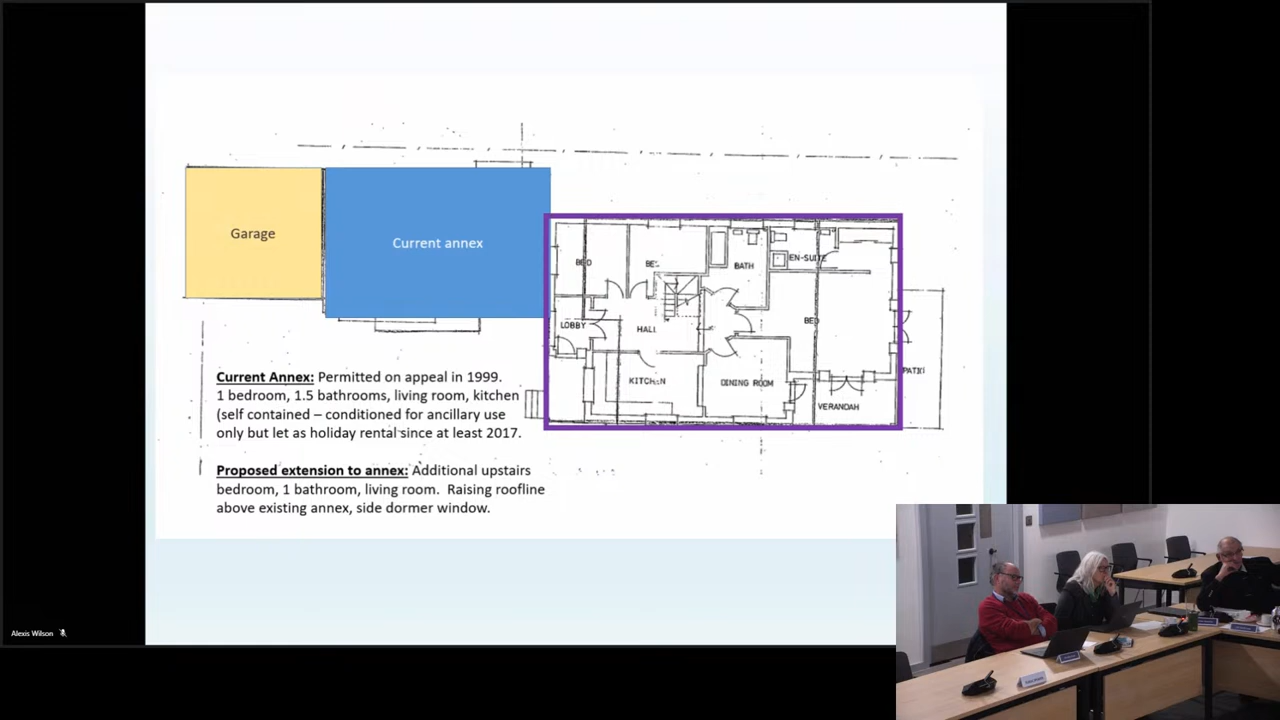 Garage
Current annex
BATH
EN-SUITE
BED
LOBBY
HALL
BED
KITCHEN
DINING ROOM
PATIO
VERANDAH
Current Annex: Permitted on appeal in 1999.
1 bedroom, 1.5 bathrooms, living room, kitchen
(self contained – conditioned for ancillary use
only but let as holiday rental since at least 2017.
Proposed extension to annex: Additional upstairs
bedroom, 1 bathroom, living room. Raising roofline
above existing annex, side dormer window.
Alexis Wilson